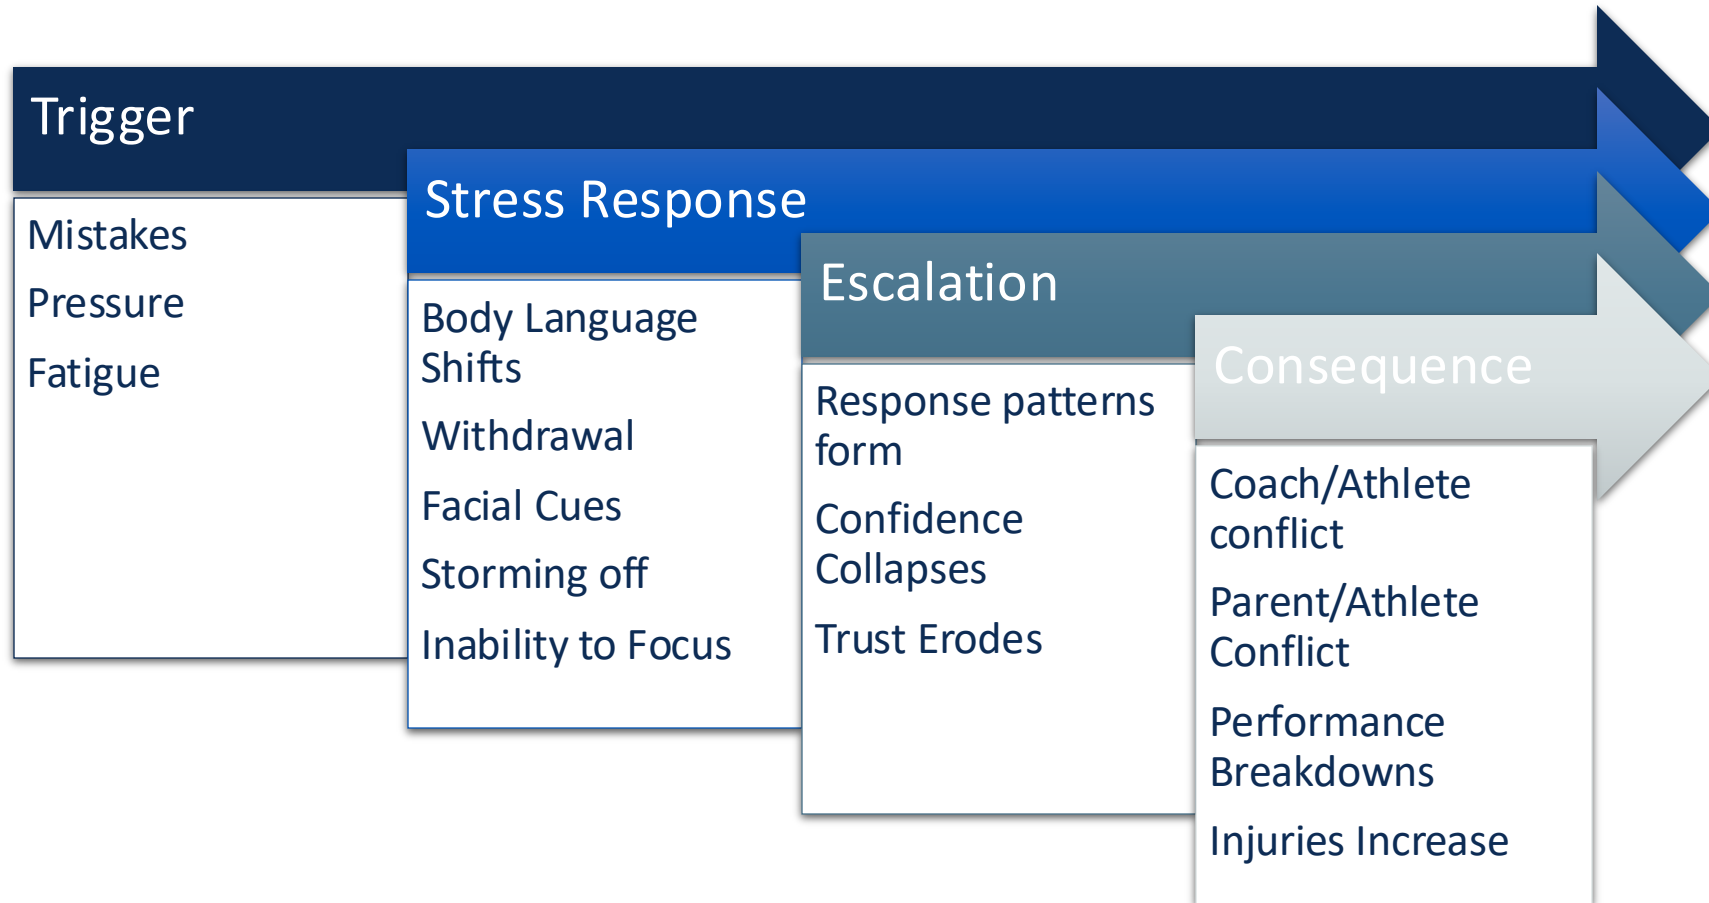 Trigger
Mistakes
Pressure
Fatigue
Stress Response
Body Language
Shifts
Withdrawal
Facial Cues
Storming off
Inability to Focus
Escalation
Response patterns
form
Confidence
Collapses
Trust Erodes
Consequence
Coach/Athlete
conflict
Parent/Athlete
Conflict
Performance
Breakdowns
Injuries Increase